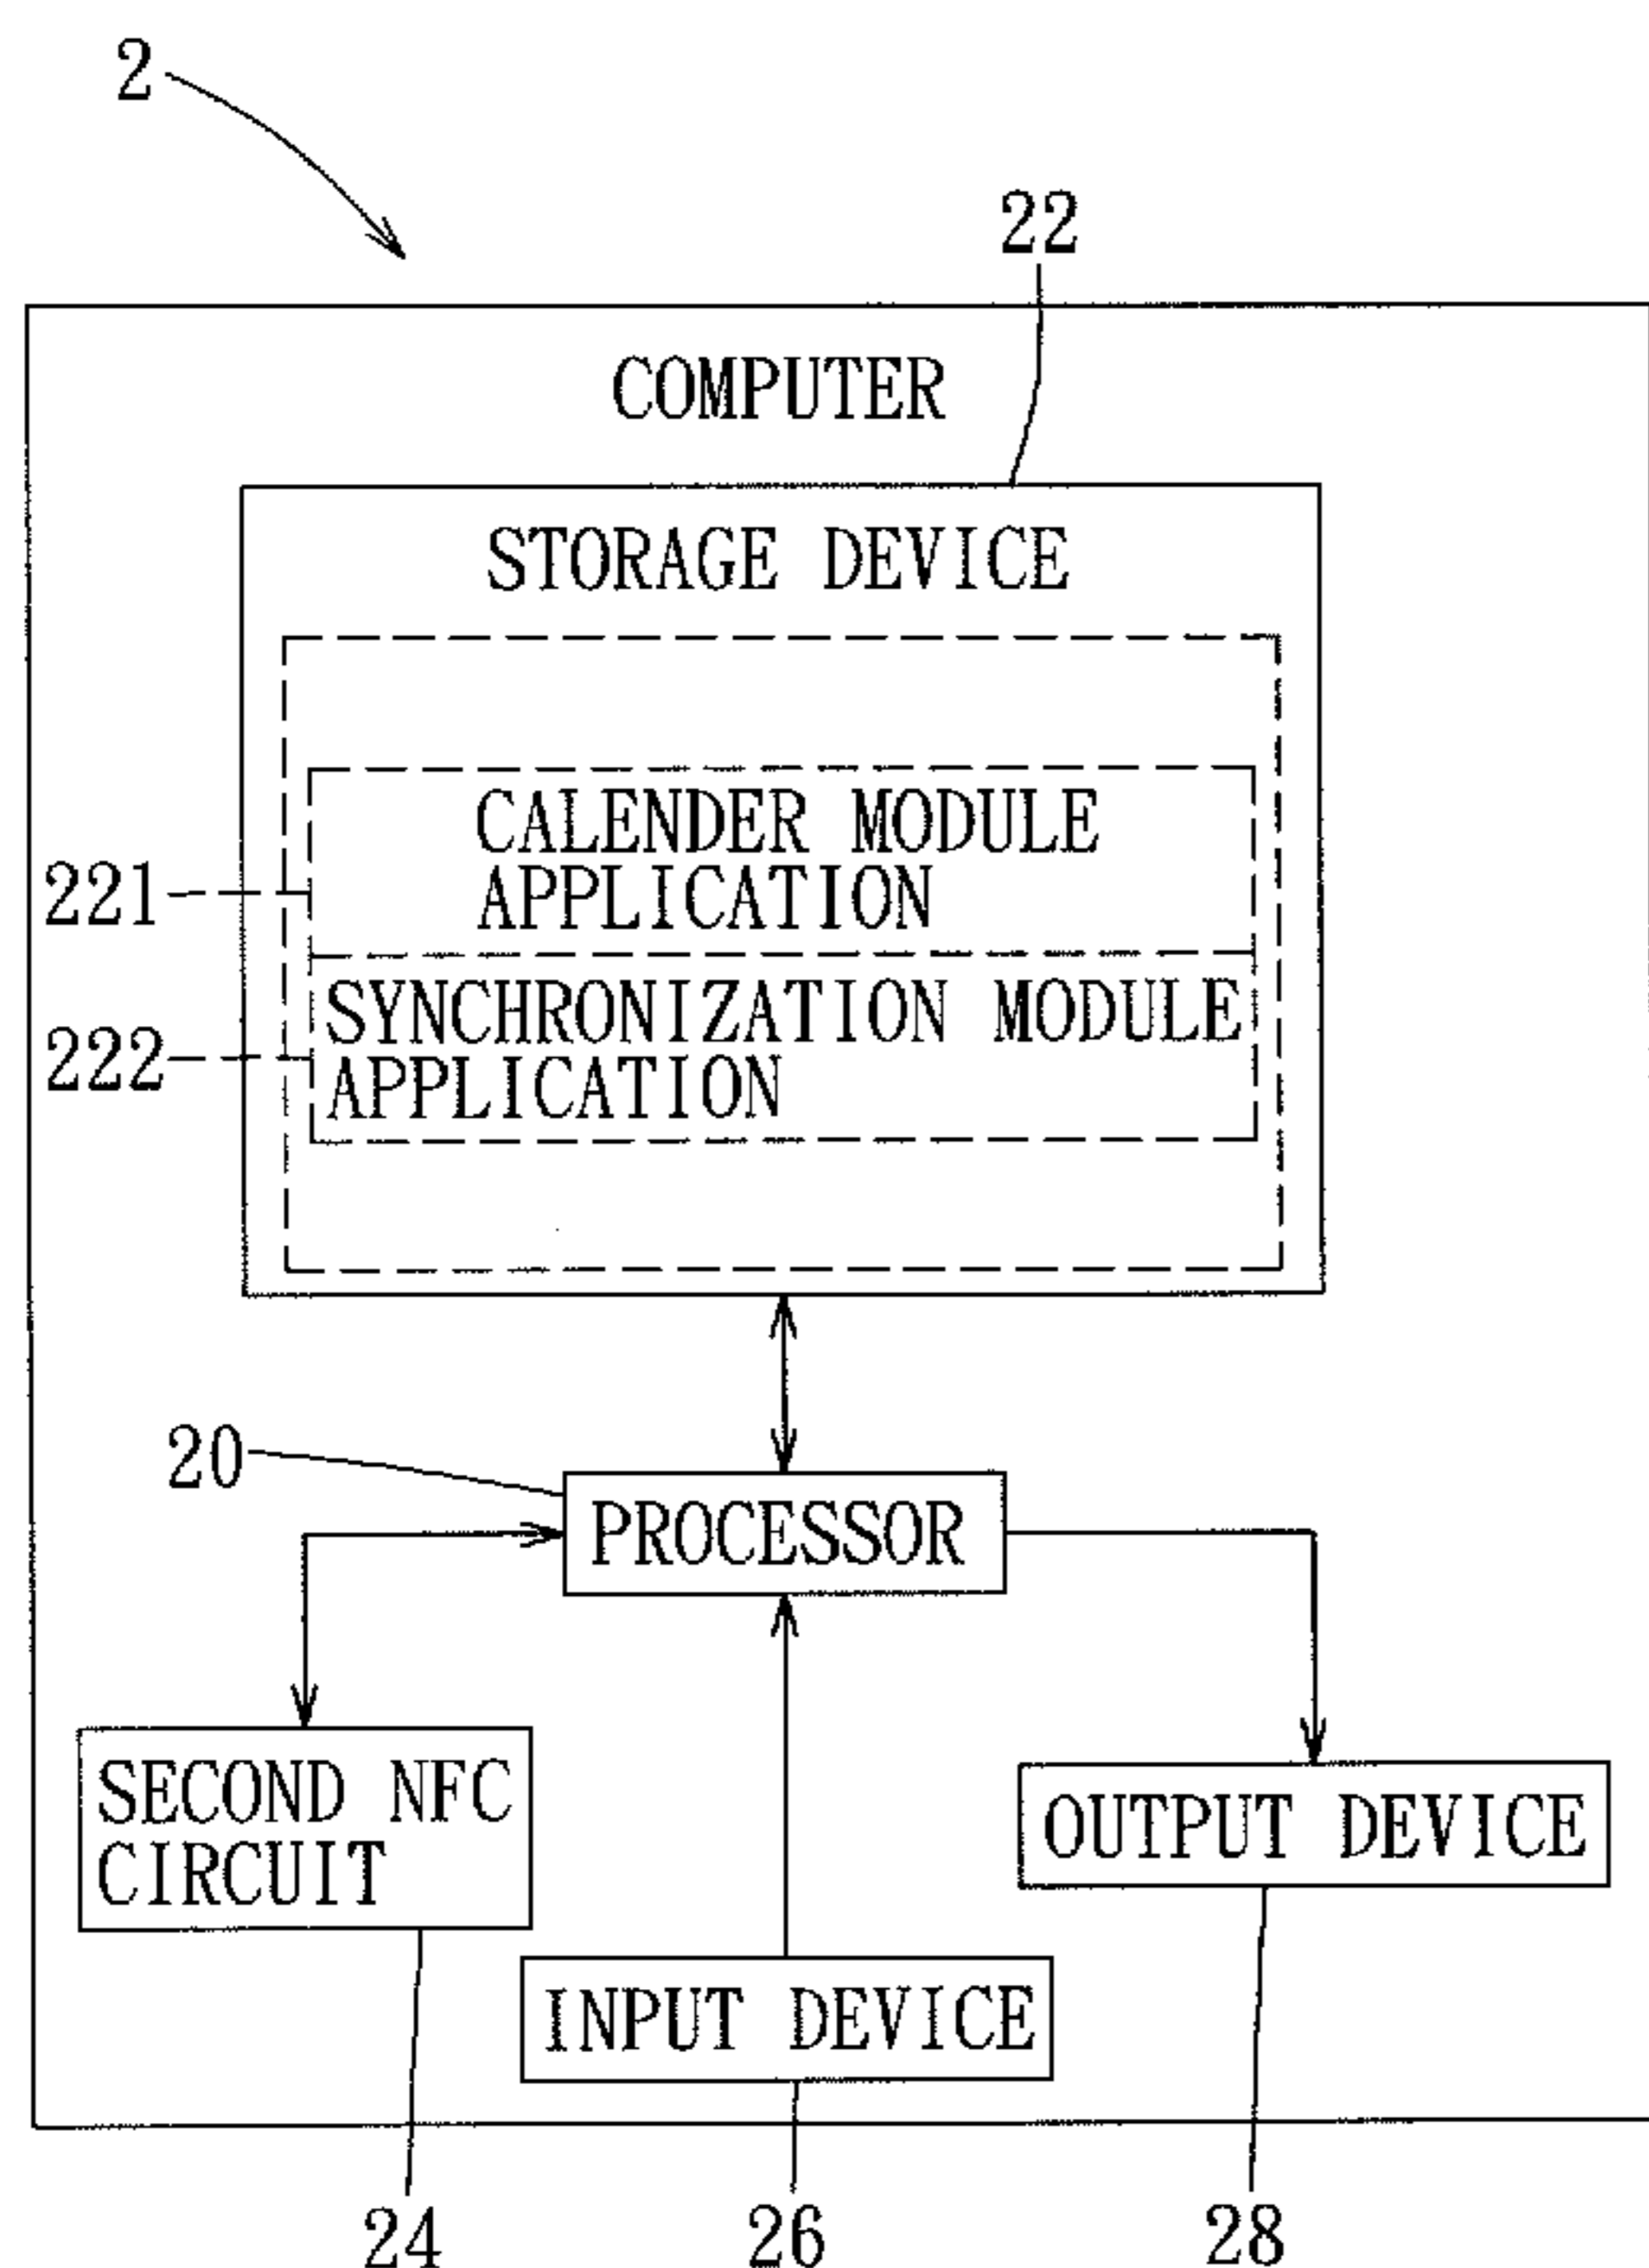 2
22
COMPUTER
STORAGE DEVICE
CALENDER MODULE
APPLICATION
221
SYNCHRONIZATION MODULE
APPLICATION
222
20
PROCESSOR
SECOND NFC
CIRCUIT
OUTPUT DEVICE
INPUT DEVICE
24
26
28